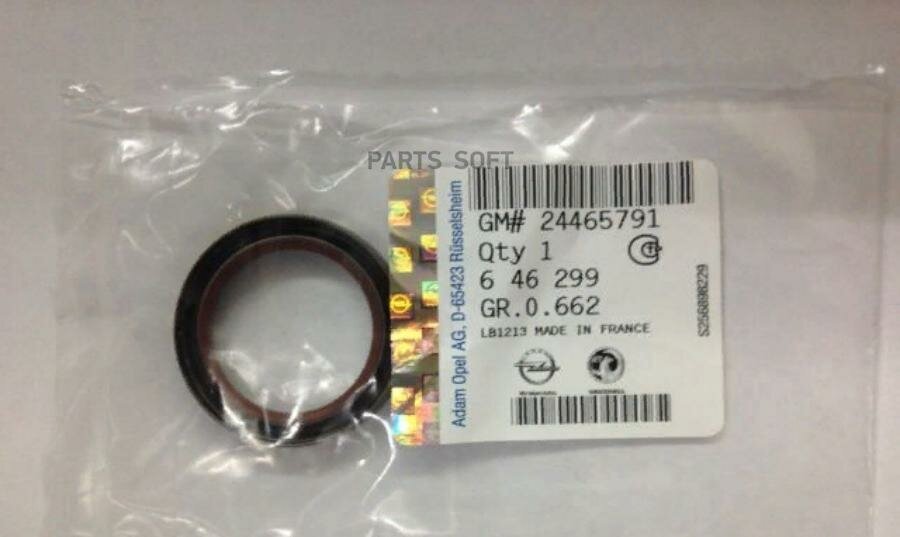 PARTS SOFT
Adam Opel AG, D-65423 Rüsselsheim
GM# 24465791
Qty 1
6 46 299
GR.0.662
LB1213 MADE IN FRANCE
S256898229